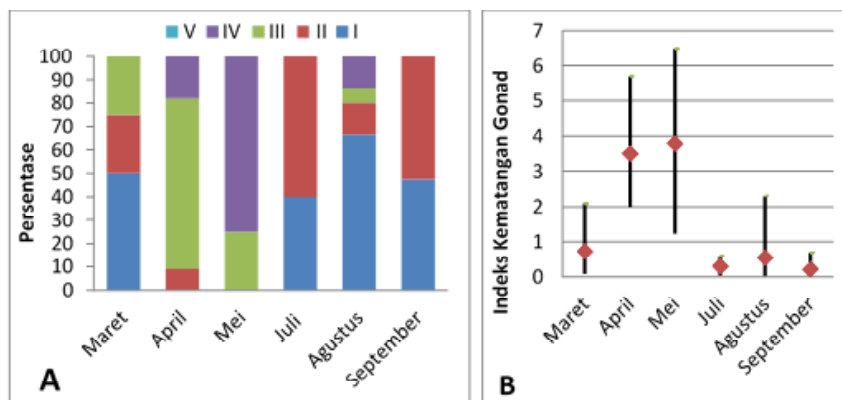 V IV III II I
100
90
80
70
60
50
40
30
20
10
0
Persentase
Maret
April
Mei
Juli
Agustus
September
A
7
6
5
4
3
2
1
0
Indeks Kematangan Gonad
Maret
April
Mei
Juli
Agustus
September
B